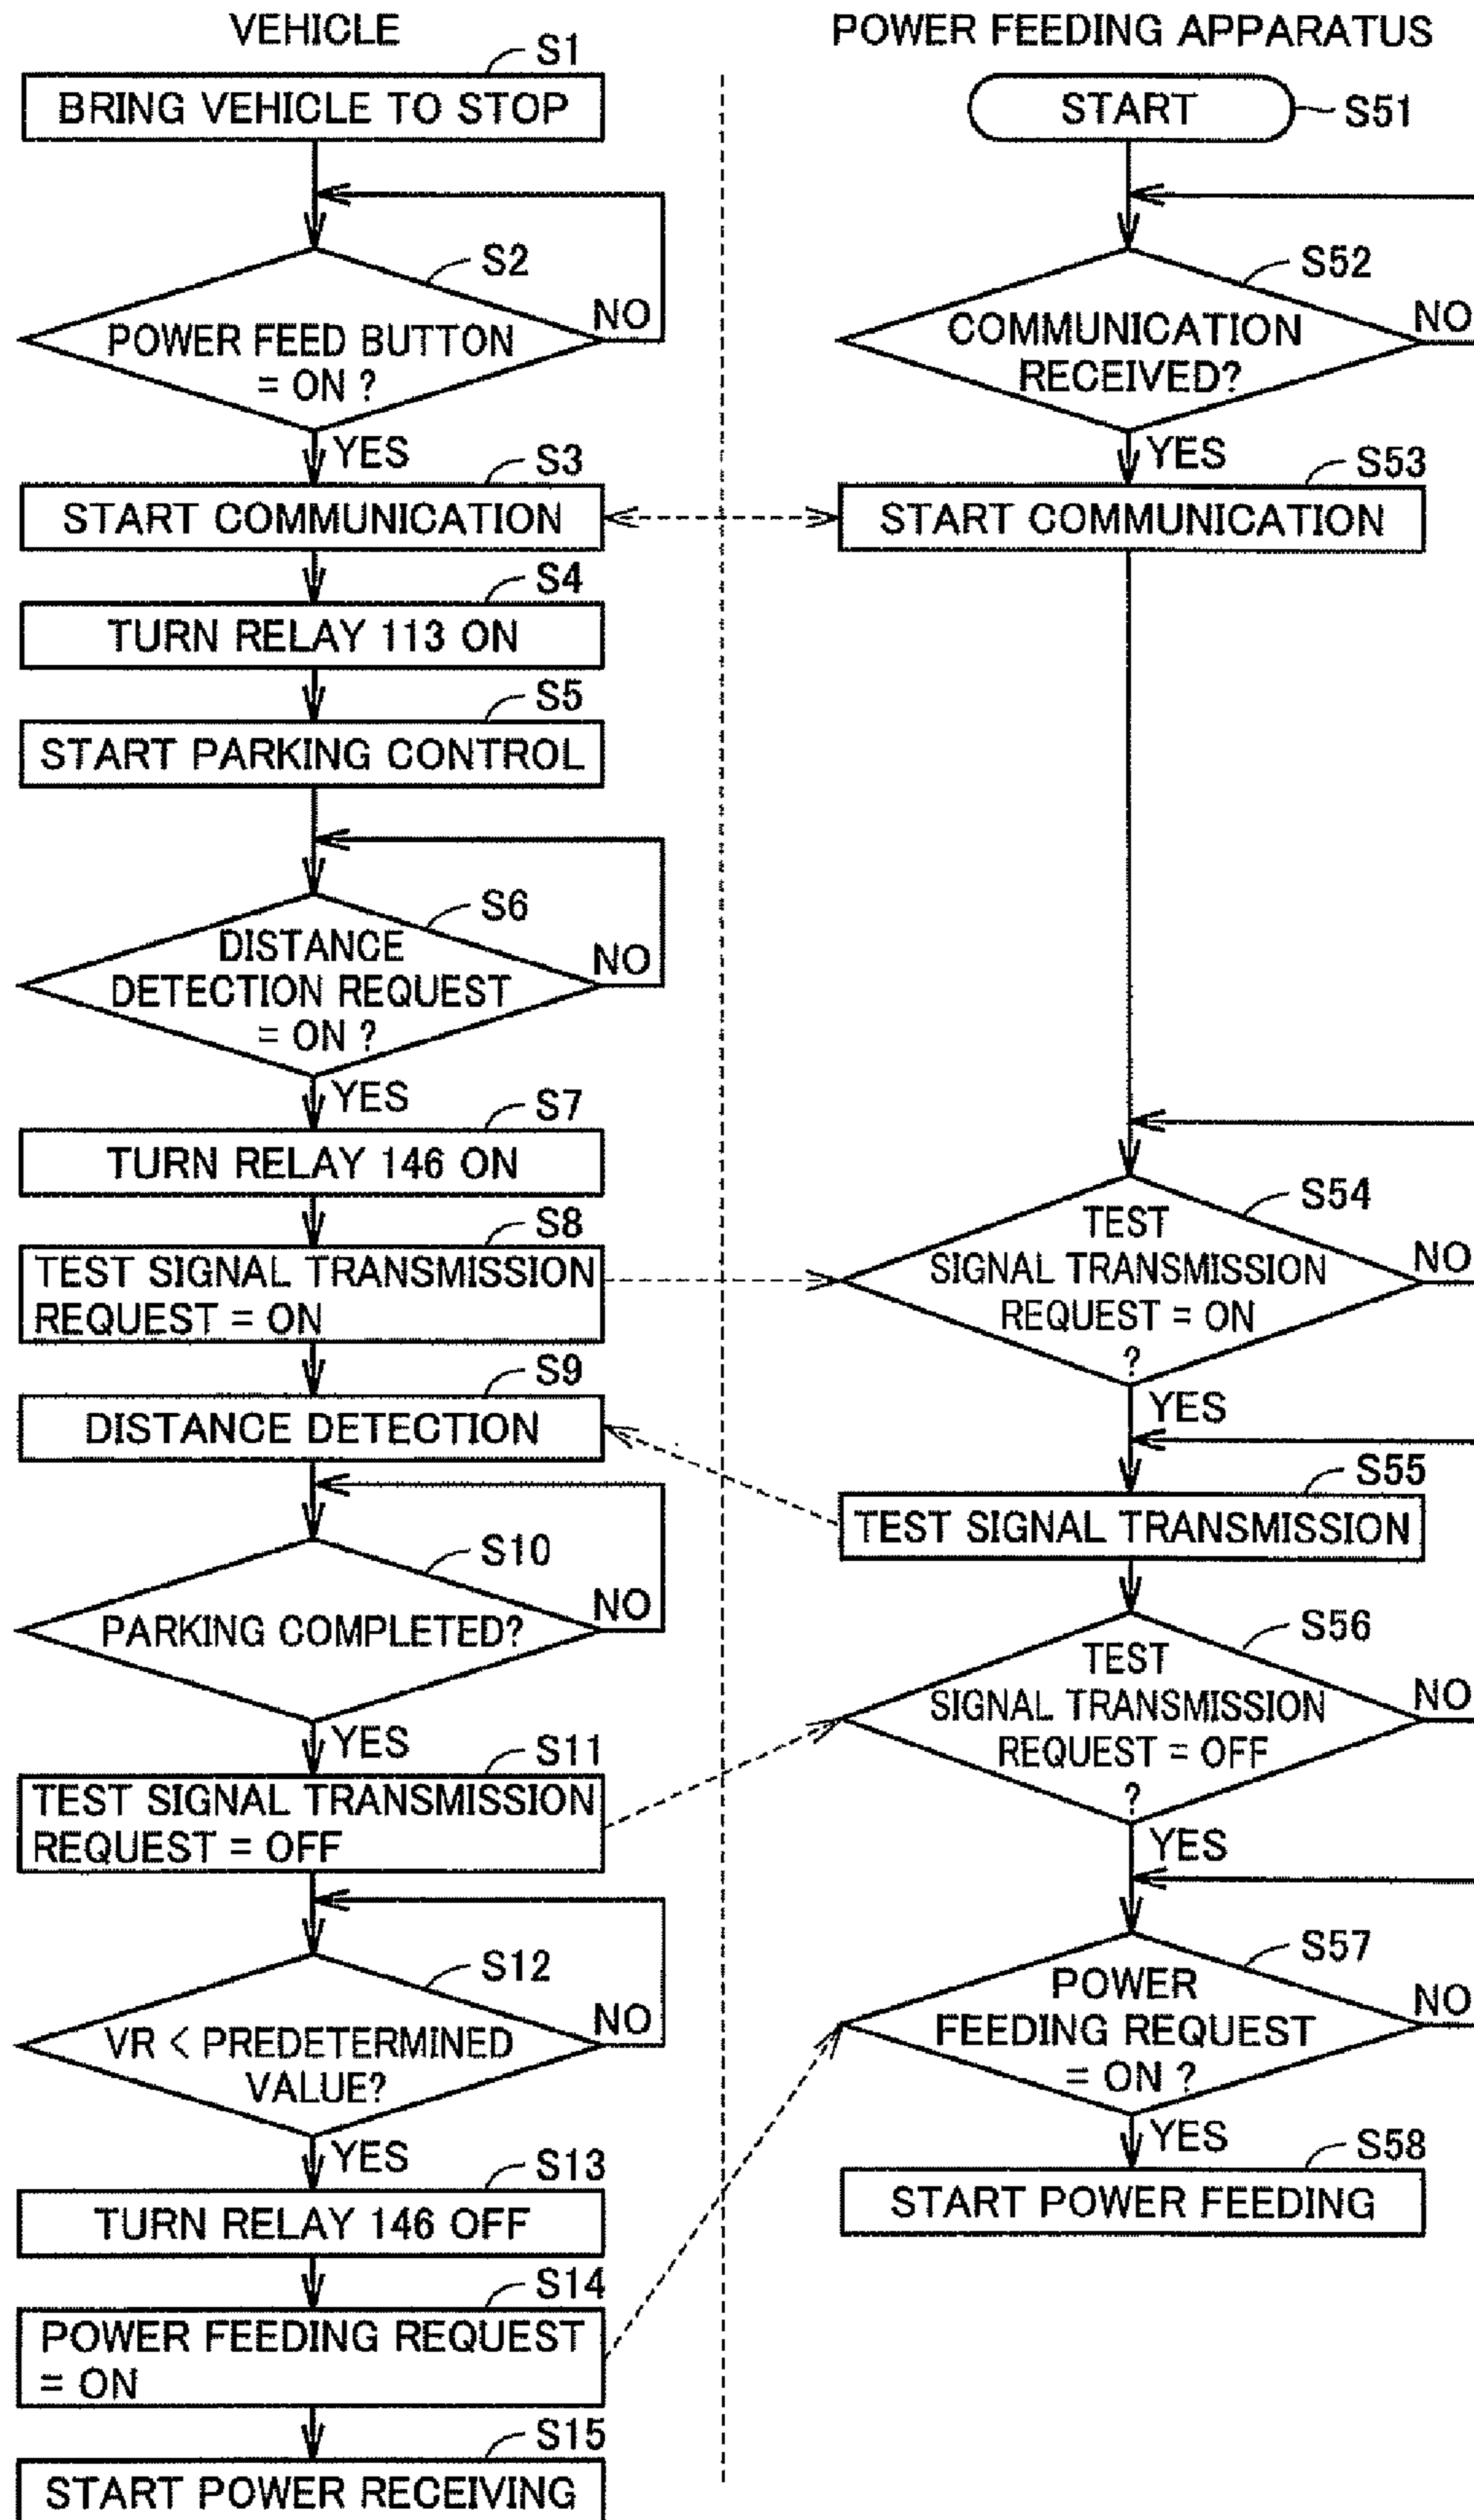 VEHICLE
S1
BRING VEHICLE TO STOP
S2
POWER FEED BUTTON
= ON ?
NO
YES
S3
START COMMUNICATION
S4
TURN RELAY 113 ON
S5
START PARKING CONTROL
S6
DISTANCE
DETECTION REQUEST
= ON ?
NO
YES
S7
TURN RELAY 146 ON
S8
TEST SIGNAL TRANSMISSION
REQUEST = ON
S9
DISTANCE DETECTION
S10
PARKING COMPLETED?
NO
YES
S11
TEST SIGNAL TRANSMISSION
REQUEST = OFF
S12
VR < PREDETERMINED
VALUE?
NO
YES
S13
TURN RELAY 146 OFF
S14
POWER FEEDING REQUEST
= ON
S15
START POWER RECEIVING
POWER FEEDING APPARATUS
START
S51
S52
COMMUNICATION
RECEIVED?
NO
YES
S53
START COMMUNICATION
S54
TEST
SIGNAL TRANSMISSION
REQUEST = ON
?
NO
YES
S55
TEST SIGNAL TRANSMISSION
S56
TEST
SIGNAL TRANSMISSION
REQUEST = OFF
?
NO
YES
S57
POWER
FEEDING REQUEST
= ON ?
NO
YES
S58
START POWER FEEDING